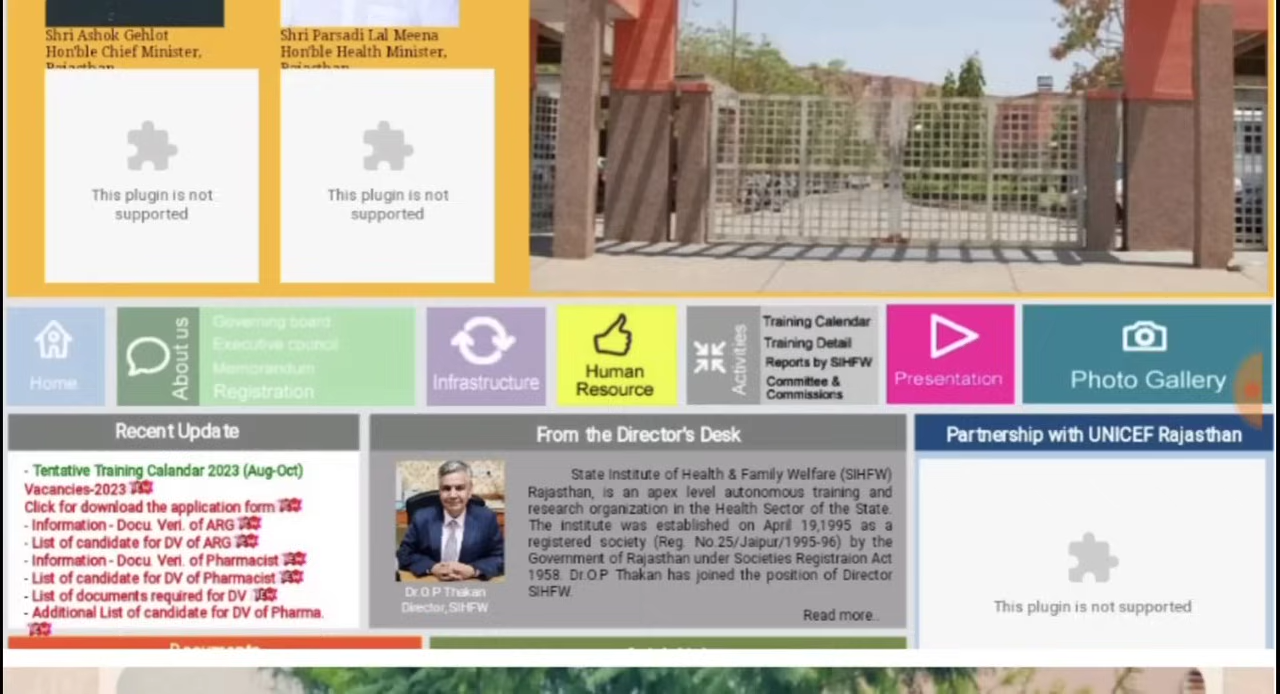 Shri Ashok Gehlot
Hon'ble Chief Minister,
Rajasthan
Shri Parsadi Lal Meena
Hon'ble Health Minister,
Rajasthan
This plugin is not
supported
This plugin is not
supported
Home
About us
Governing board
Executive council
Memorandum
Registration
Infrastructure
Human
Resource
Activities
Training Calendar
Training Detail
Reports by SIHFW
Committee &
Commissions
Presentation
Photo Gallery
Recent Update
- Tentative Training Calandar 2023 (Aug-Oct)
Vacancies-2023
Click for download the application form
- Information - Docu. Veri. of ARG
- List of candidate for DV of ARG
- Information - Docu. Veri. of Pharmacist
- List of candidate for DV of Pharmacist
- List of documents required for DV
- Additional List of candidate for DV of Pharma.
From the Director's Desk
Dr.O.P Thakan
Director,SIHFW
State Institute of Health & Family Welfare (SIHFW)
Rajasthan, is an apex level autonomous training and
research organization in the Health Sector of the State.
The institute was established on April 19,1995 as a
registered society (Reg. No.25/Jaipur/1995-96) by the
Government of Rajasthan under Societies Registraion Act
1958. Dr.O.P Thakan has joined the position of Director
SIHFW.
Read more..
Partnership with UNICEF Rajasthan
This plugin is not supported
Documents